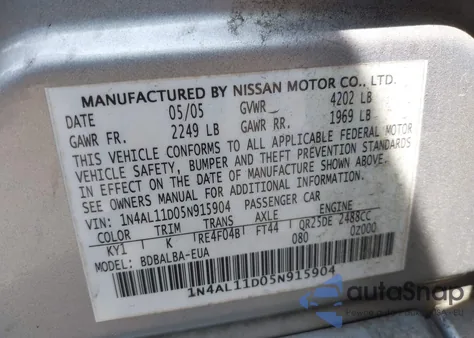 MANUFACTURED BY NISSAN MOTOR CO., LTD.
DATE 05/05 GVWR 4202 LB
GAWR FR. 2249 LB GAWR RR. 1969 LB
THIS VEHICLE CONFORMS TO ALL APPLICABLE FEDERAL MOTOR
VEHICLE SAFETY, BUMPER AND THEFT PREVENTION STANDARDS
IN EFFECT ON THE DATE OF MANUFACTURE SHOWN ABOVE.
SEE OWNERS MANUAL FOR ADDITIONAL INFORMATION.
VIN: 1N4AL11D05N915904 PASSENGER CAR
COLOR TRIM TRANS AXLE ENGINE
KY1 K RE4F04B FT44 QR25DE 2488CC
MODEL: BDBALBA-EUA 080 0Z000
1N4AL11D05N915904
autoSnap